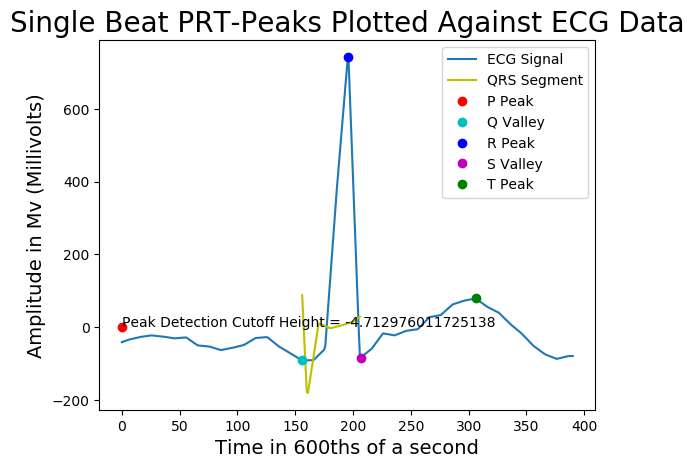 Single Beat PRT-Peaks Plotted Against ECG Data
ECG Signal
QRS Segment
P Peak
Q Valley
R Peak
S Valley
T Peak
Amplitude in Mv (Millivolts)
600
400
200
0
−200
Peak Detection Cutoff Height = -4.712976011725138
0 50 100 150 200 250 300 350 400
Time in 600ths of a second